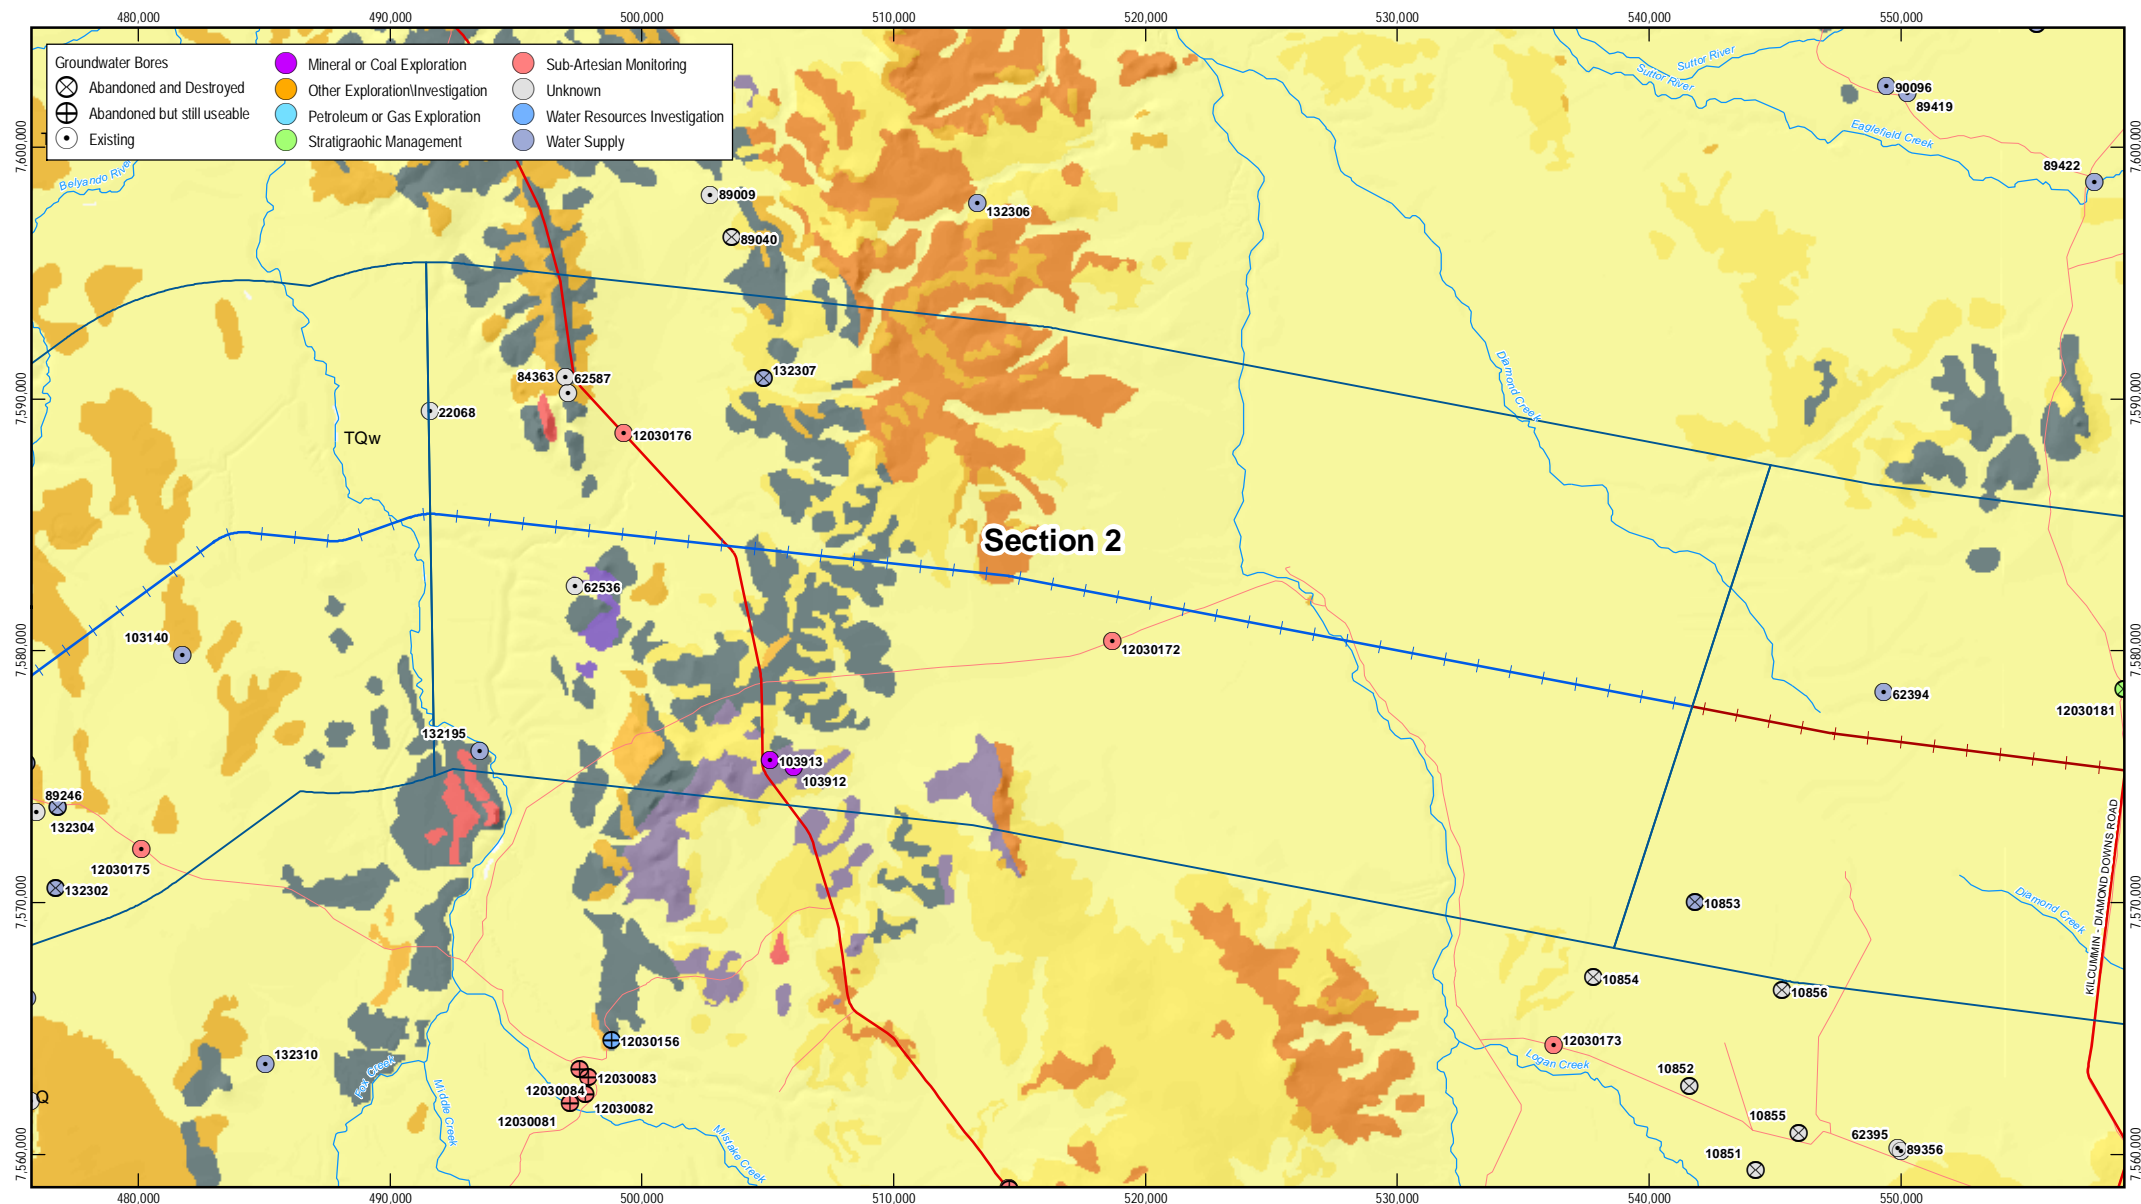 480,000
490,000
500,000
510,000
520,000
530,000
540,000
550,000
Groundwater Bores
Abandoned and Destroyed
Abandoned but still useable
Existing
Mineral or Coal Exploration
Other Exploration\Investigation
Petroleum or Gas Exploration
Stratigraohic Management
Sub-Artesian Monitoring
Unknown
Water Resources Investigation
Water Supply
Suttor River
Suttor River
90096
89419
Eaglefield Creek
7,600,000
7,600,000
Belyando River
89422
89009
132306
89040
Diamond Creek
84363
62587
132307
7,590,000
7,590,000
22068
TQw
12030176
Section 2
62536
103140
12030172
7,580,000
7,580,000
62394
12030181
132195
103913
103912
89246
132304
12030175
132302
KILCUMMIN - DIAMOND DOWNS ROAD
7,570,000
7,570,000
10853
Diamond Creek
10854
10856
12030156
12030173
132310
Logan Creek
Fox Creek
Middle Creek
12030083
12030084
12030082
12030081
10852
Q
10855
62395
89356
10851
Mistake Creek
7,560,000
7,560,000
480,000
490,000
500,000
510,000
520,000
530,000
540,000
550,000